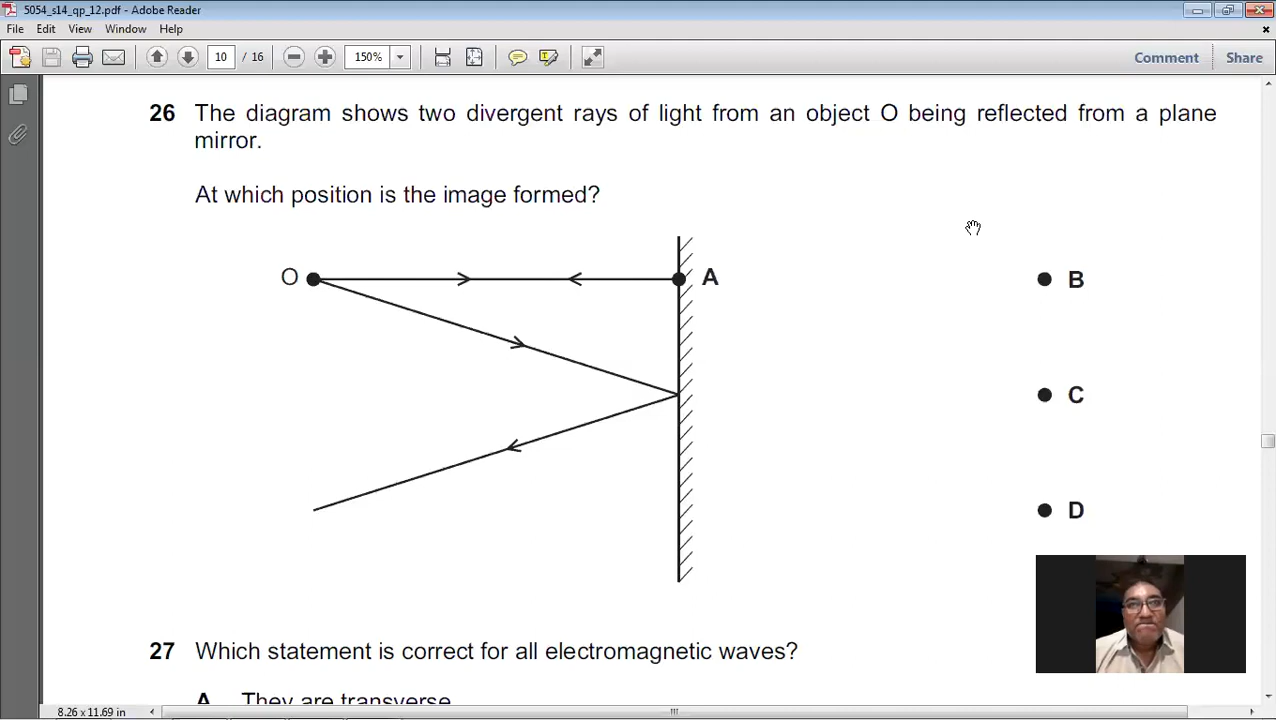 5054_s14_qp_12.pdf - Adobe Reader
File Edit View Window Help
10 / 16 150% Comment Share
26 The diagram shows two divergent rays of light from an object O being reflected from a plane
mirror.
At which position is the image formed?
O A B
C
D
27 Which statement is correct for all electromagnetic waves?
A They are transverse
8.26 x 11.69 in